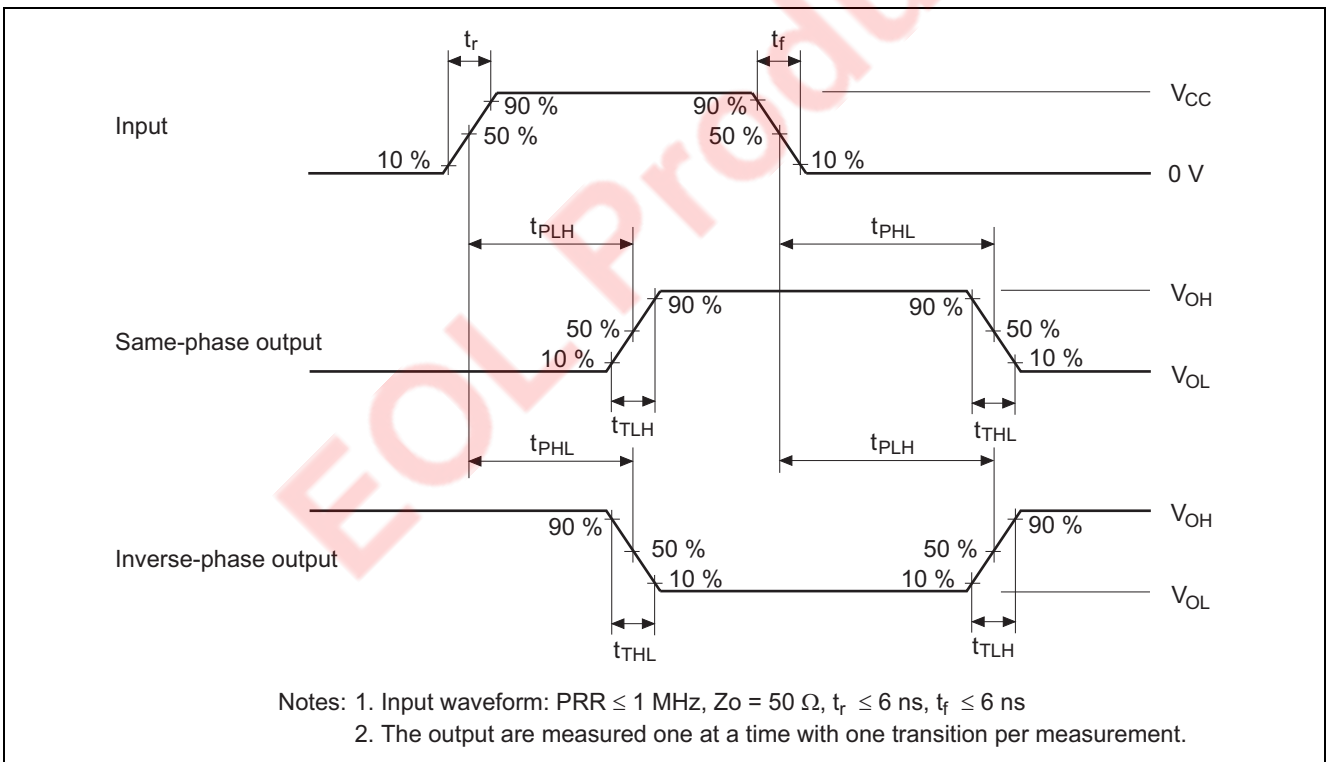 tr
tf
90 %
90 %
VCC
Input
50 %
50 %
10 %
10 %
0 V
tPLH
tPHL
90 %
90 %
VOH
50 %
50 %
Same-phase output
10 %
10 %
VOL
tTLH
tTHL
tPHL
tPLH
90 %
90 %
VOH
50 %
50 %
Inverse-phase output
10 %
10 %
VOL
tTHL
tTLH
Notes: 1. Input waveform: PRR ≤ 1 MHz, Zo = 50 Ω, tr ≤ 6 ns, tf ≤ 6 ns
2. The output are measured one at a time with one transition per measurement.
EOL Produ